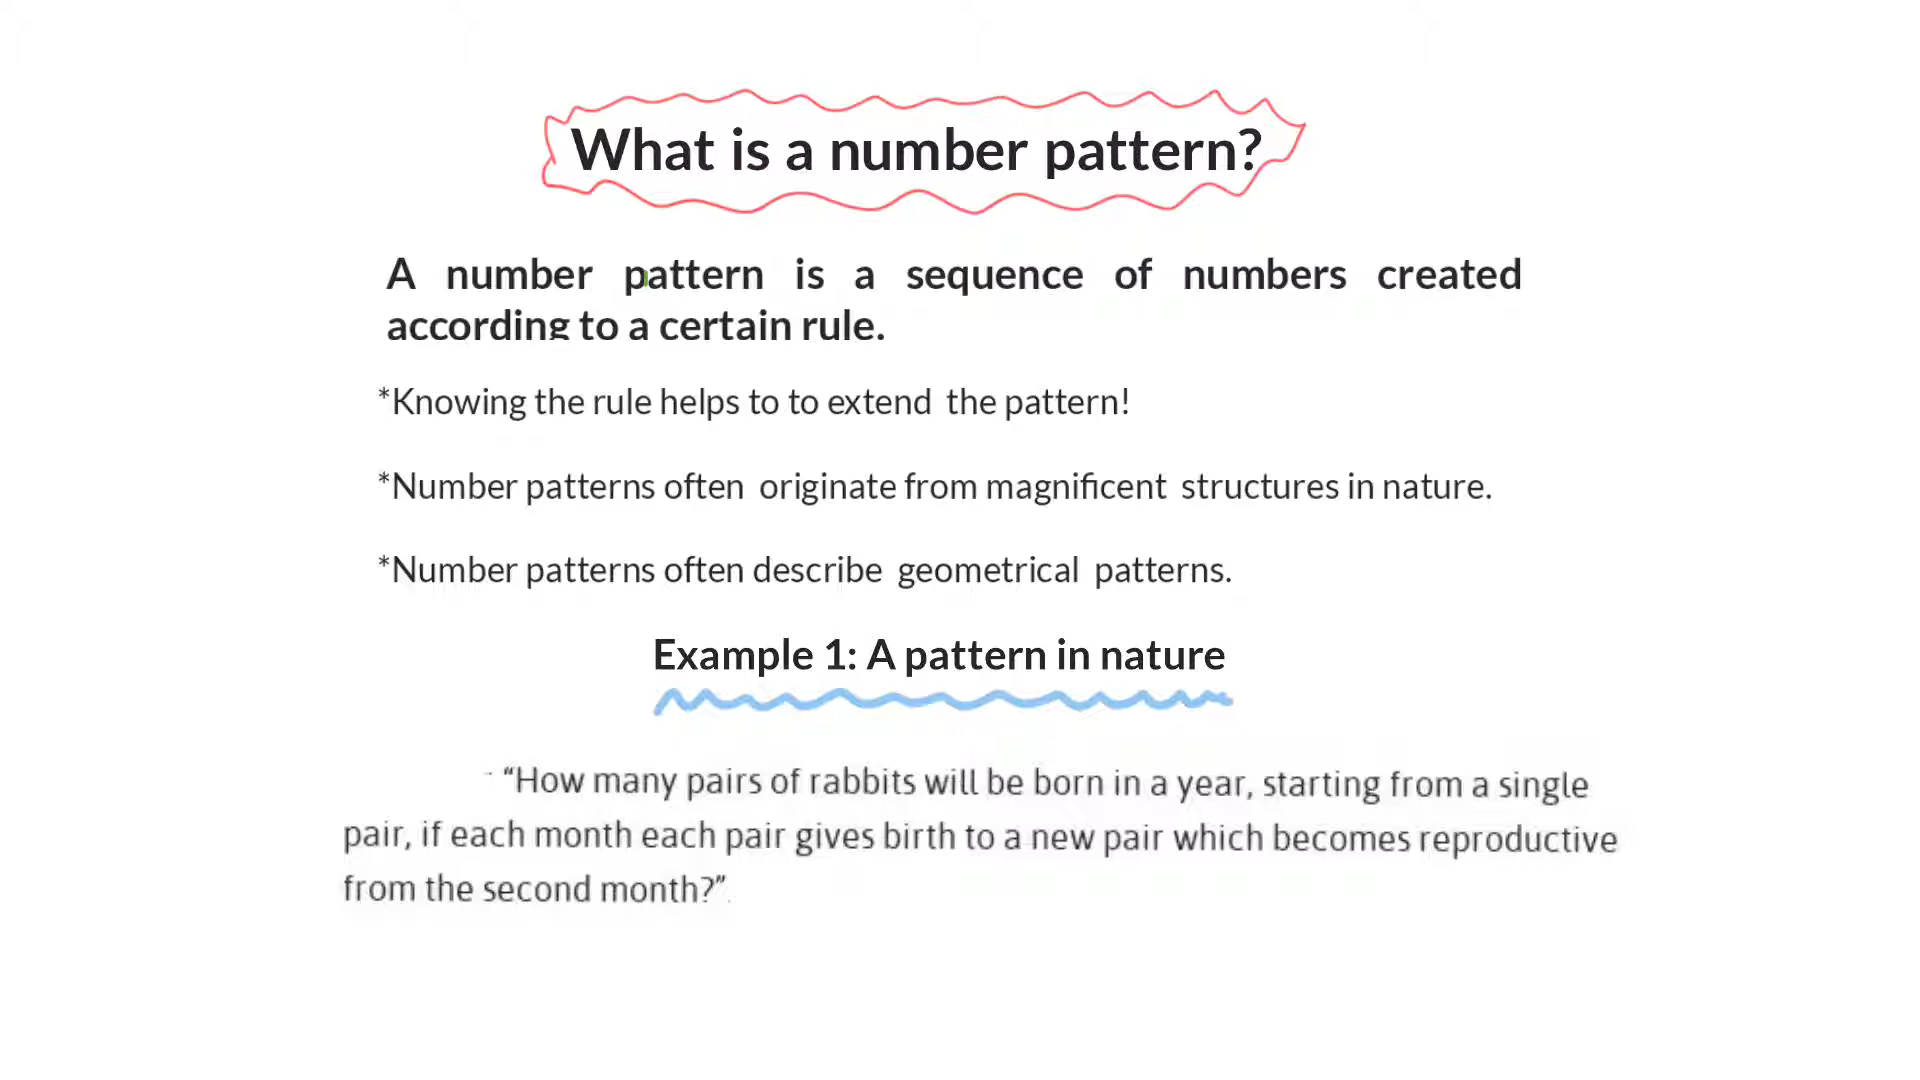 What is a number pattern?
A number pattern is a sequence of numbers created
according to a certain rule.
*Knowing the rule helps to to extend the pattern!
*Number patterns often originate from magnificent structures in nature.
*Number patterns often describe geometrical patterns.
Example 1: A pattern in nature
“How many pairs of rabbits will be born in a year, starting from a single
pair, if each month each pair gives birth to a new pair which becomes reproductive
from the second month?”